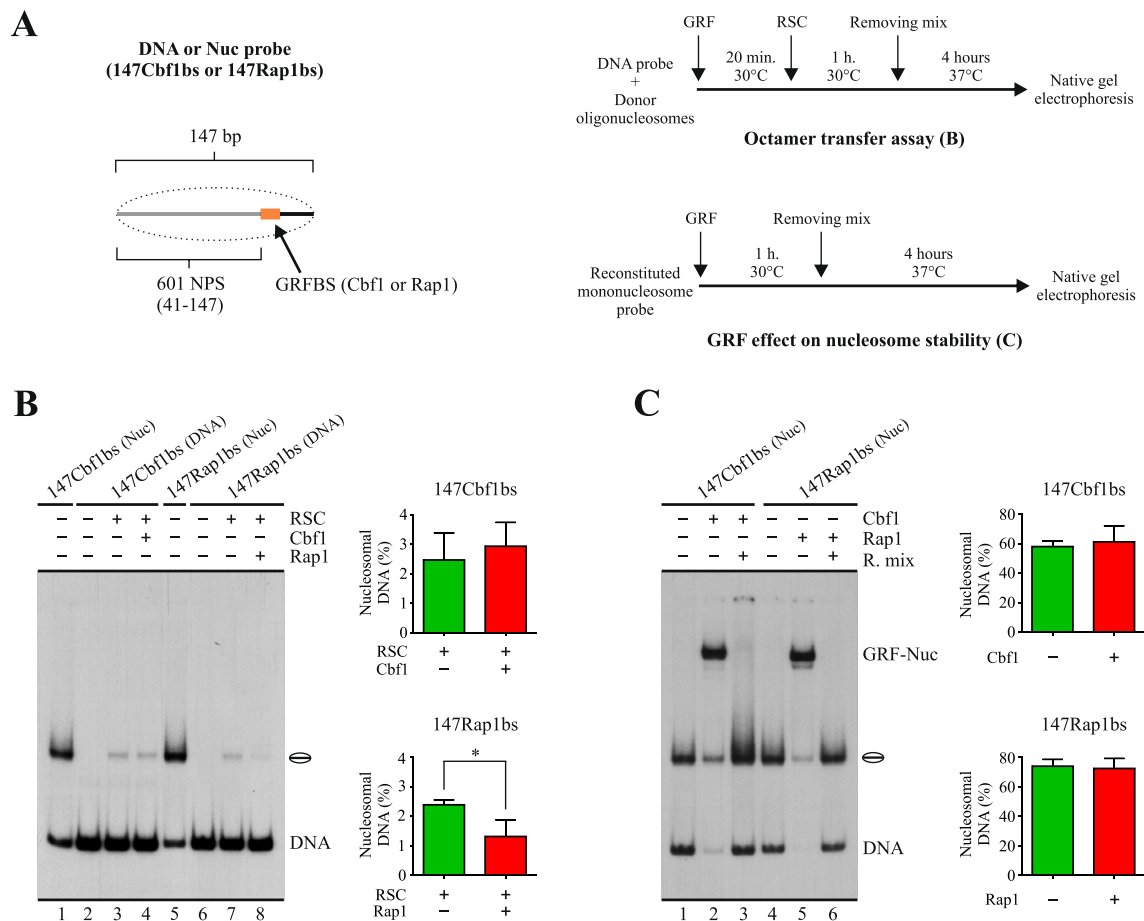 A
DNA or Nuc probe
(147Cbf1bs or 147Rap1bs)
147 bp
601 NPS
(41-147)
GRFBS (Cbf1 or Rap1)
GRF RSC Removing mix
DNA probe
+
Donor
oligonucleosomes
20 min.
30°C
1 h.
30°C
4 hours
37°C
Native gel
electrophoresis
Octamer transfer assay (B)
GRF Removing mix
Reconstituted
mononucleosome
probe
1 h.
30°C
4 hours
37°C
Native gel
electrophoresis
GRF effect on nucleosome stability (C)
B
147Cbf1bs (Nuc)
147Cbf1bs (DNA)
147Rap1bs (Nuc)
147Rap1bs (DNA)
− − + + − − + + RSC
− − − + − − − − Cbf1
− − − − − − − + Rap1
DNA
1 2 3 4 5 6 7 8
147Cbf1bs
Nucleosomal
DNA (%)
4
3
2
1
0
RSC + +
Cbf1 − +
147Rap1bs
Nucleosomal
DNA (%)
4
3
2
1
0
*
RSC + +
Rap1 − +
C
147Cbf1bs (Nuc)
147Rap1bs (Nuc)
− + + − − − Cbf1
− − − − + + Rap1
− − + − − + R. mix
GRF-Nuc
DNA
1 2 3 4 5 6
147Cbf1bs
Nucleosomal
DNA (%)
80
60
40
20
0
Cbf1 − +
147Rap1bs
Nucleosomal
DNA (%)
80
60
40
20
0
Rap1 − +